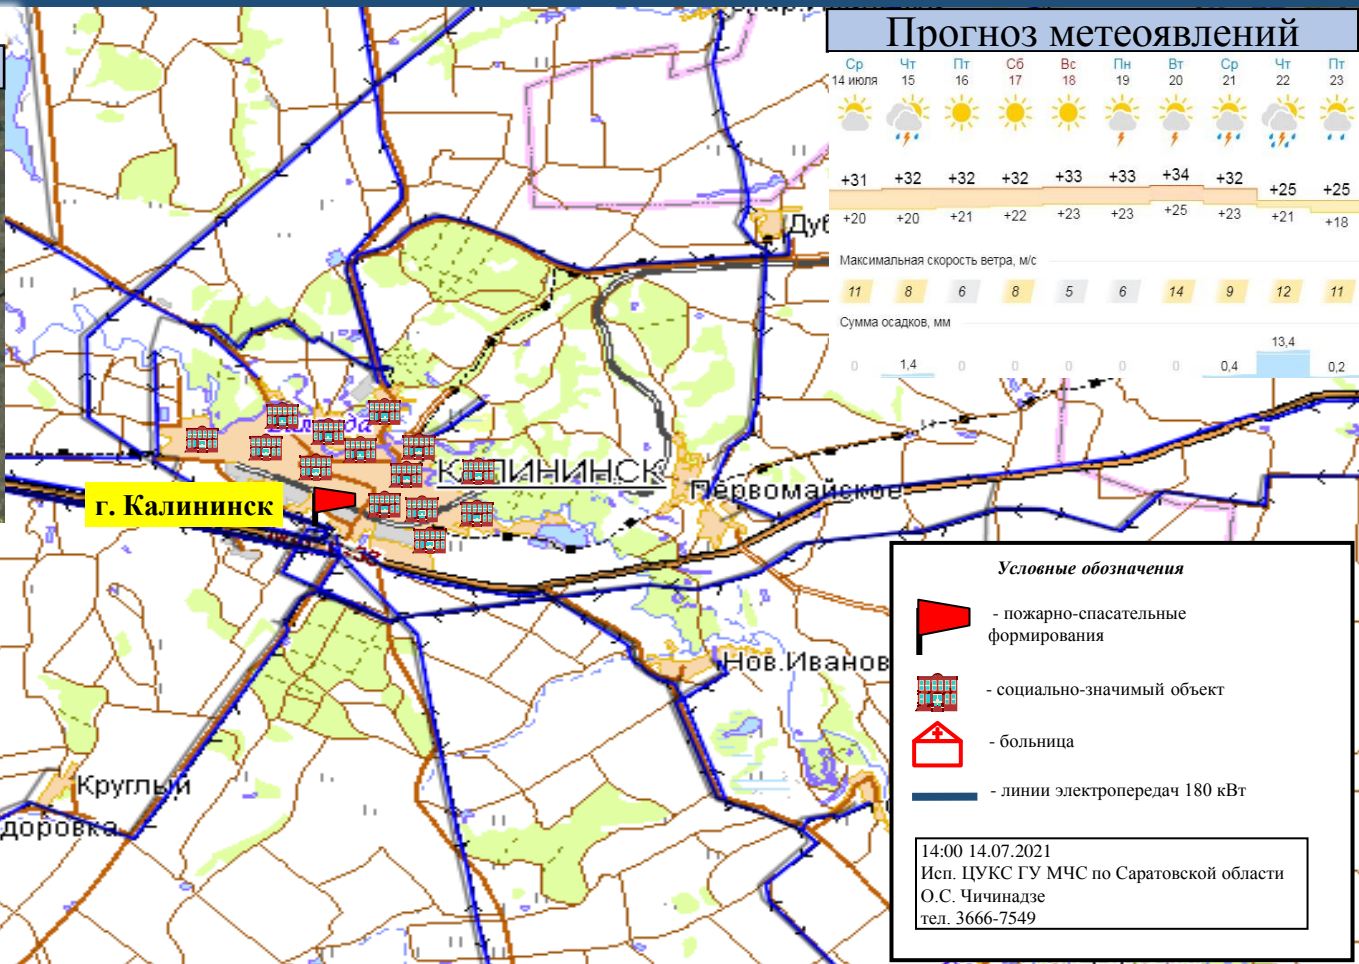 Прогноз метеоявлений
Ср Чт Пт Сб Вс Пн Вт Ср Чт Пт
14 июля 15 16 17 18 19 20 21 22 23
+31 +32 +32 +32 +33 +33 +34 +32 +25 +25
+20 +20 +21 +22 +23 +23 +25 +23 +21 +18
Максимальная скорость ветра, м/с
11 8 6 8 5 6 14 9 12 11
Сумма осадков, мм
0 1,4 0 0 0 0 0 0,4 13,4 0,2
Дуб
КАЛИНИНСК
Первомайское
г. Калининск
Нов.Иванов
Круглый
доровка
Условные обозначения
- пожарно-спасательные
формирования
- социально-значимый объект
- больница
- линии электропередач 180 кВт
14:00 14.07.2021
Исп. ЦУКС ГУ МЧС по Саратовской области
О.С. Чичинадзе
тел. 3666-7549